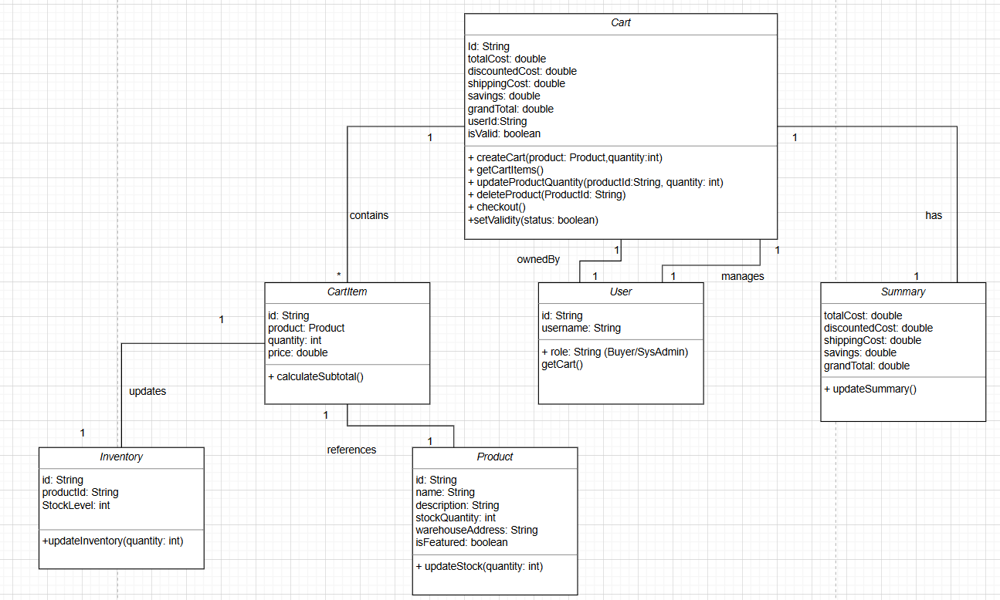 Cart
Id: String
totalCost: double
discountedCost: double
shippingCost: double
savings: double
grandTotal: double
userId:String
isValid: boolean
+ createCart(product: Product,quantity:int)
+ getCartItems()
+ updateProductQuantity(productId:String, quantity: int)
+ deleteProduct(ProductId: String)
+ checkout()
+setValidity(status: boolean)
1
1
contains
has
1
1
ownedBy
*
1
1
manages
1
CartItem
id: String
product: Product
quantity: int
price: double
+ calculateSubtotal()
User
id: String
username: String
+ role: String (Buyer/SysAdmin)
getCart()
Summary
totalCost: double
discountedCost: double
shippingCost: double
savings: double
grandTotal: double
+ updateSummary()
1
updates
1
1
references
1
Inventory
id: String
productId: String
StockLevel: int
+updateInventory(quantity: int)
Product
id: String
name: String
description: String
stockQuantity: int
warehouseAddress: String
isFeatured: boolean
+ updateStock(quantity: int)